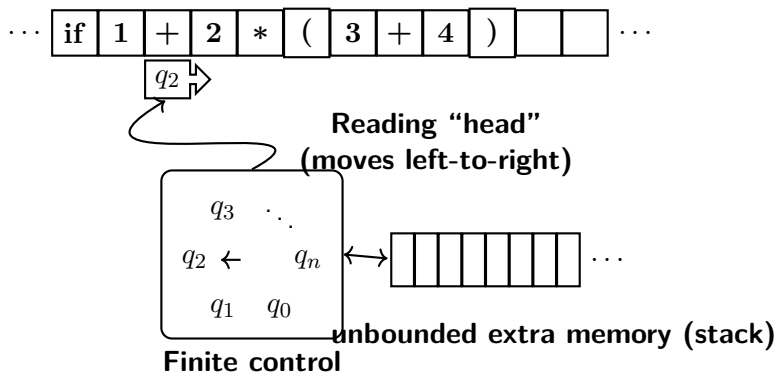 ··· if 1 + 2 * ( 3 + 4 ) ···
q₂
Reading “head”
(moves left-to-right)
q₃ ⋱
q₂ ← qₙ ···
q₁ q₀
unbounded extra memory (stack)
Finite control